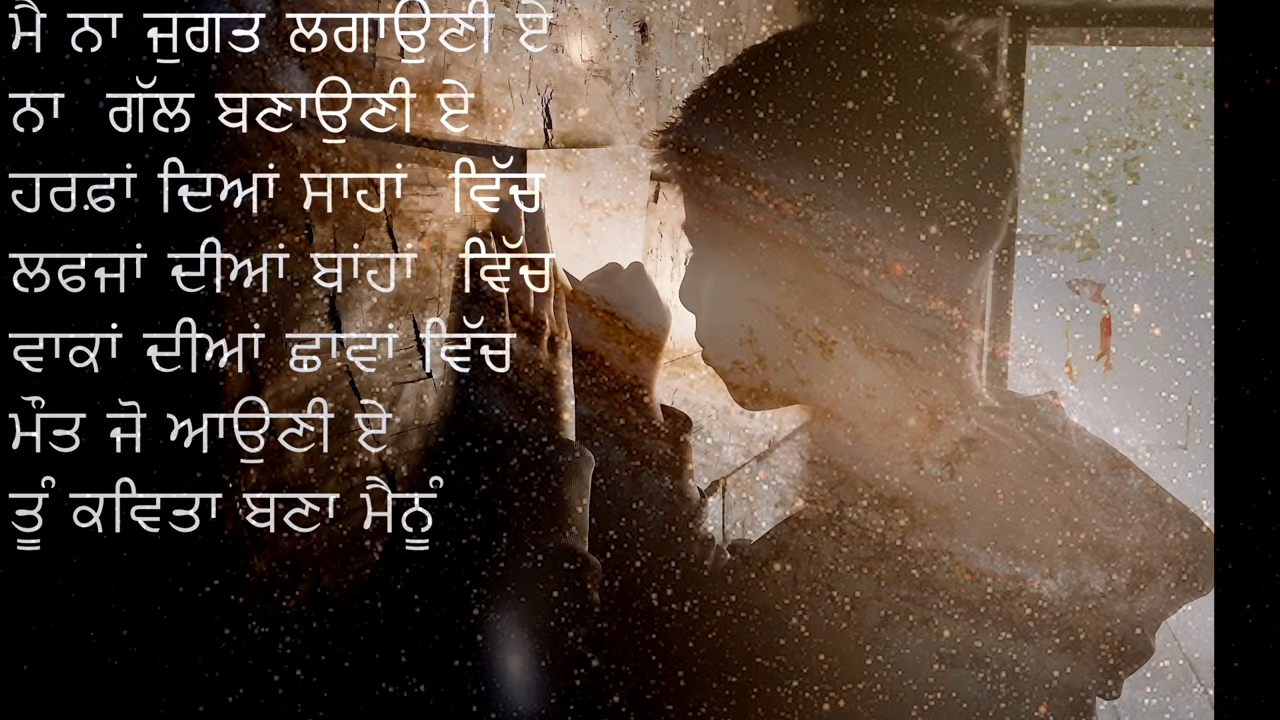 ਮੈ ਨਾ ਜੁਗਤ ਲਗਾਉਣੀ ਏ
ਨਾ ਗੱਲ ਬਣਾਉਣੀ ਏ
ਹਰਫ਼ਾਂ ਦਿਆਂ ਸਾਹਾਂ ਵਿੱਚ
ਲਫਜਾਂ ਦੀਆਂ ਬਾਂਹਾਂ ਵਿੱਚ
ਵਾਕਾਂ ਦੀਆਂ ਛਾਵਾਂ ਵਿੱਚ
ਮੌਤ ਜੋ ਆਉਣੀ ਏ
ਤੂੰ ਕਵਿਤਾ ਬਣਾ ਮੈਨੂੰ